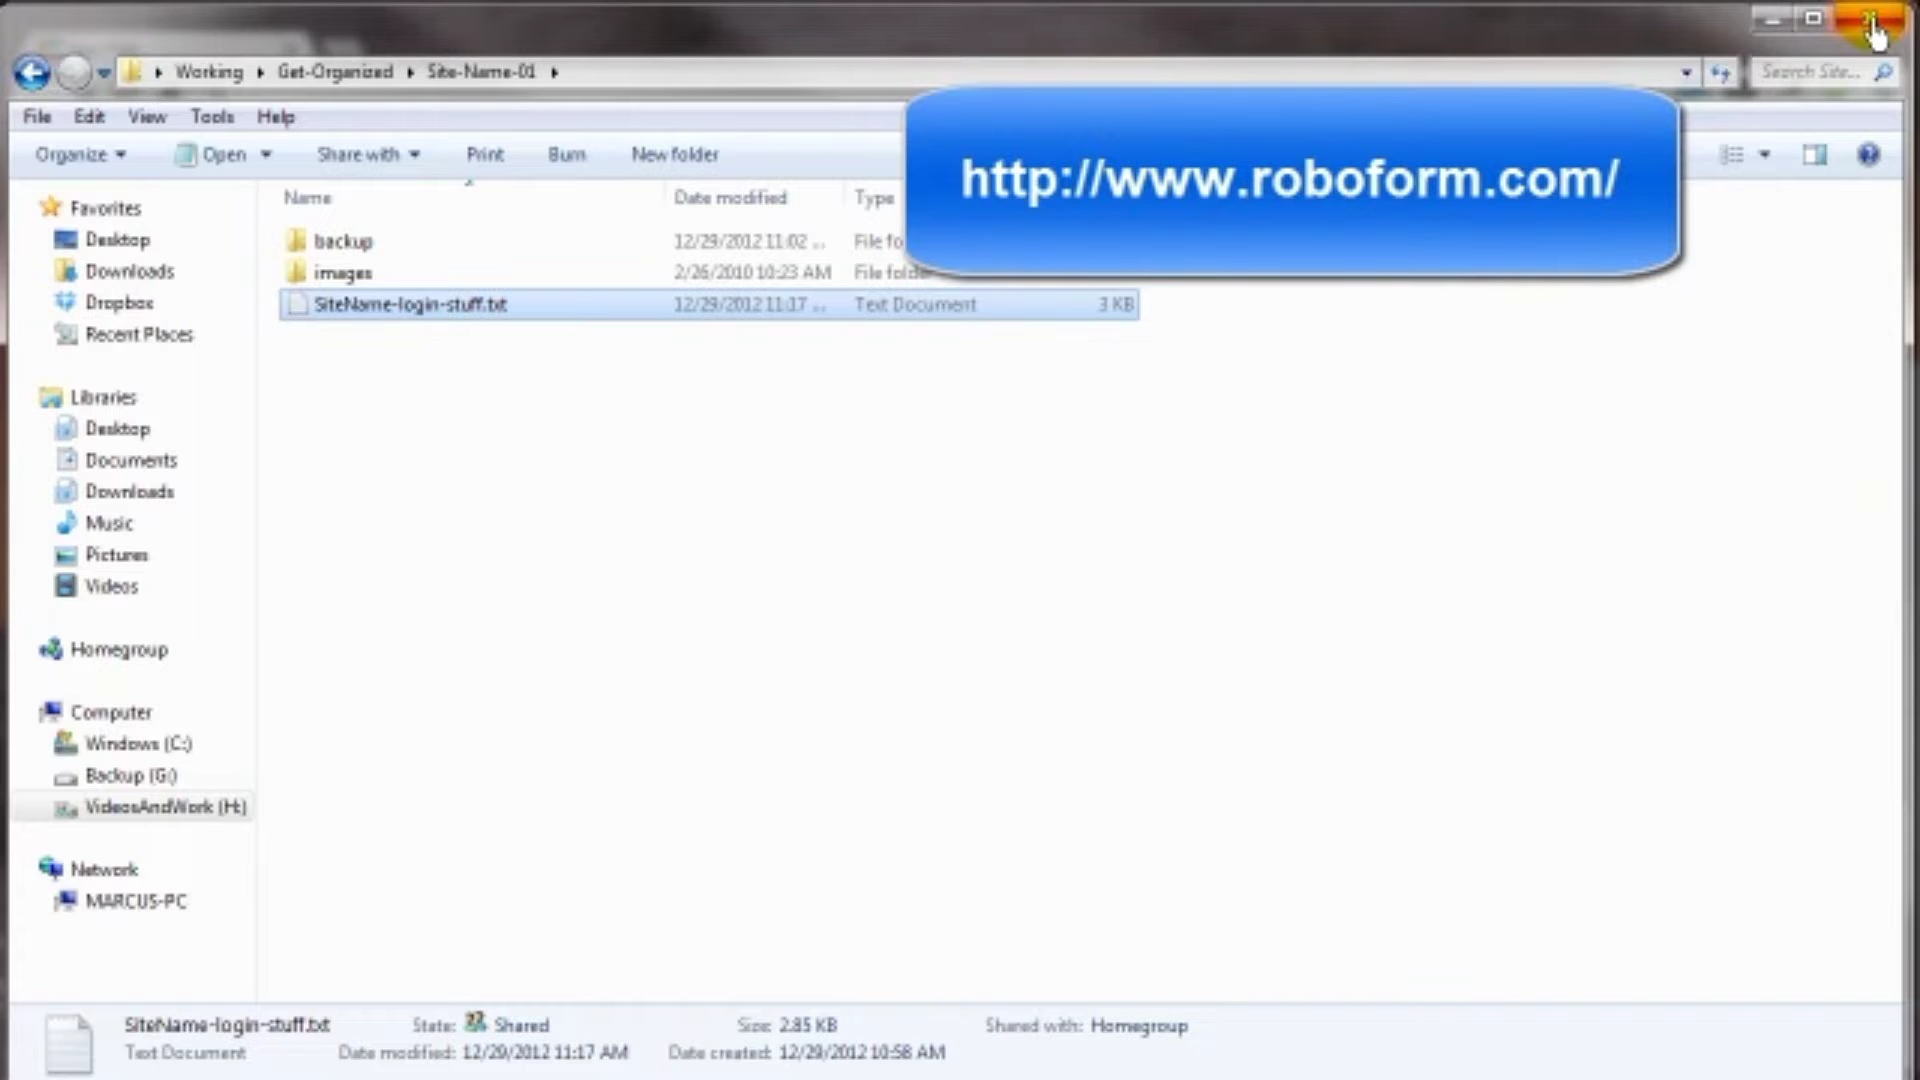 Working Get-Organized Site-Name-01 Search Site...
File Edit View Tools Help
Organize Open Share with Print Burn New folder
http://www.roboform.com/
Name Date modified Type
Favorites
Desktop
Downloads
Dropbox
Recent Places
Libraries
Desktop
Documents
Downloads
Music
Pictures
Videos
Homegroup
Computer
Windows (C:)
Backup (G:)
VideosAndWork (H:)
Network
MARCUS-PC
backup 12/29/2012 11:02 ... File fo
images 2/26/2010 10:23 AM File folder
SiteName-login-stuff.txt 12/29/2012 11:17 ... Text Document 3 KB
SiteName-login-stuff.txt State: Shared Size: 2.85 KB Shared with: Homegroup
Text Document Date modified: 12/29/2012 11:17 AM Date created: 12/29/2012 10:58 AM